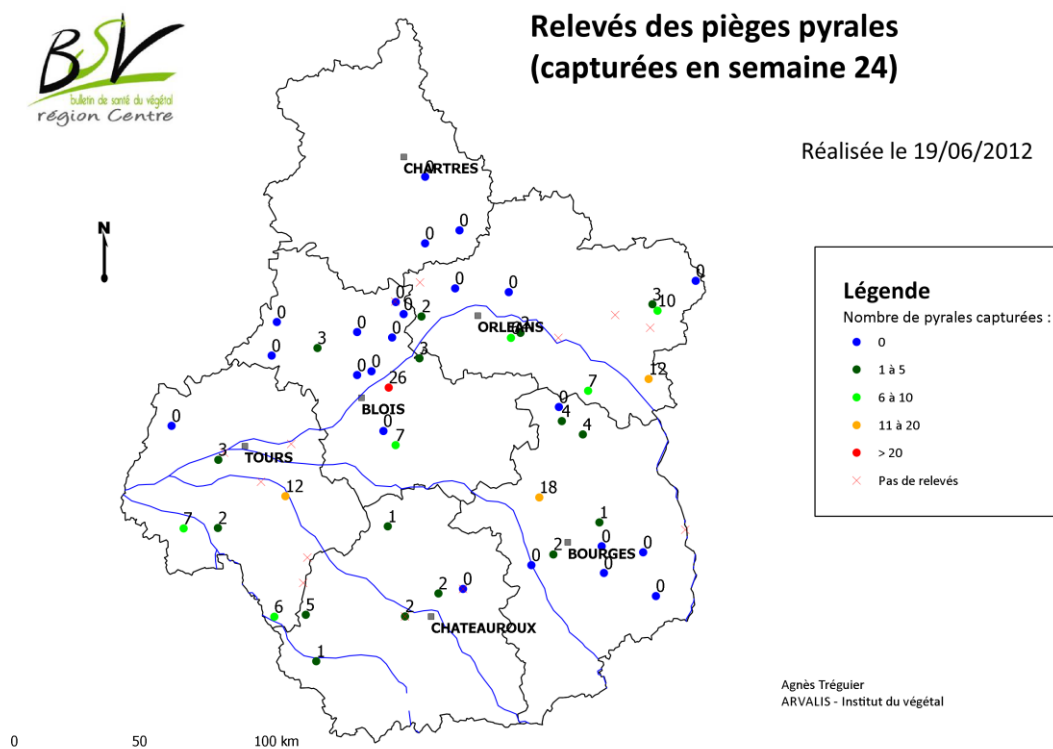 Relevés des pièges pyrales
(capturées en semaine 24)
BSV
bulletin de santé du végétal
région Centre
Réalisée le 19/06/2012
N
0
CHARTRES
0
0
0
0
0
0
0
2
3
10
ORLEANS
3
0
0
0
3
0
0
0
0
3
26
12
7
BLOIS
0
4
4
0
7
0
3
TOURS
12
18
7
2
1
1
0
BOURGES
2
0
0
0
0
2
0
2
CHATEAUROUX
6
5
1
Légende
Nombre de pyrales capturées :
0
1 à 5
6 à 10
11 à 20
> 20
Pas de relevés
Agnès Tréguier
ARVALIS - Institut du végétal
0 50 100 km